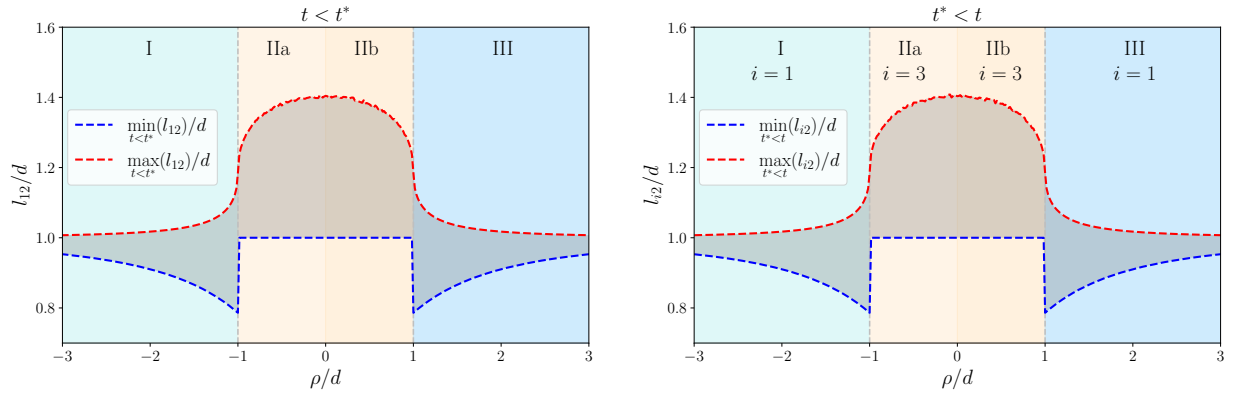 t < t*
I
IIa
IIb
III
min(l₁₂)/d
t<t*
max(l₁₂)/d
t<t*
l₁₂/d
1.6
1.4
1.2
1.0
0.8
−3
−2
−1
0
1
2
3
ρ/d
t* < t
I
i = 1
IIa
i = 3
IIb
i = 3
III
i = 1
min(lᵢ₂)/d
t*<t
max(lᵢ₂)/d
t*<t
lᵢ₂/d
1.6
1.4
1.2
1.0
0.8
−3
−2
−1
0
1
2
3
ρ/d